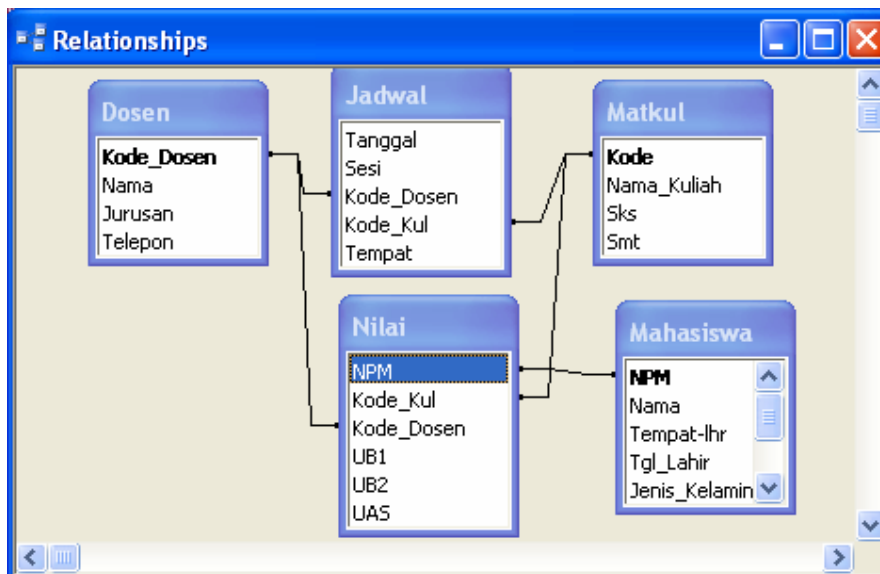 Relationships
Dosen
Kode_Dosen
Nama
Jurusan
Telepon
Jadwal
Tanggal
Sesi
Kode_Dosen
Kode_Kul
Tempat
Matkul
Kode
Nama_Kuliah
Sks
Smt
Nilai
NPM
Kode_Kul
Kode_Dosen
UB1
UB2
UAS
Mahasiswa
NPM
Nama
Tempat-lhr
Tgl_Lahir
Jenis_Kelamin